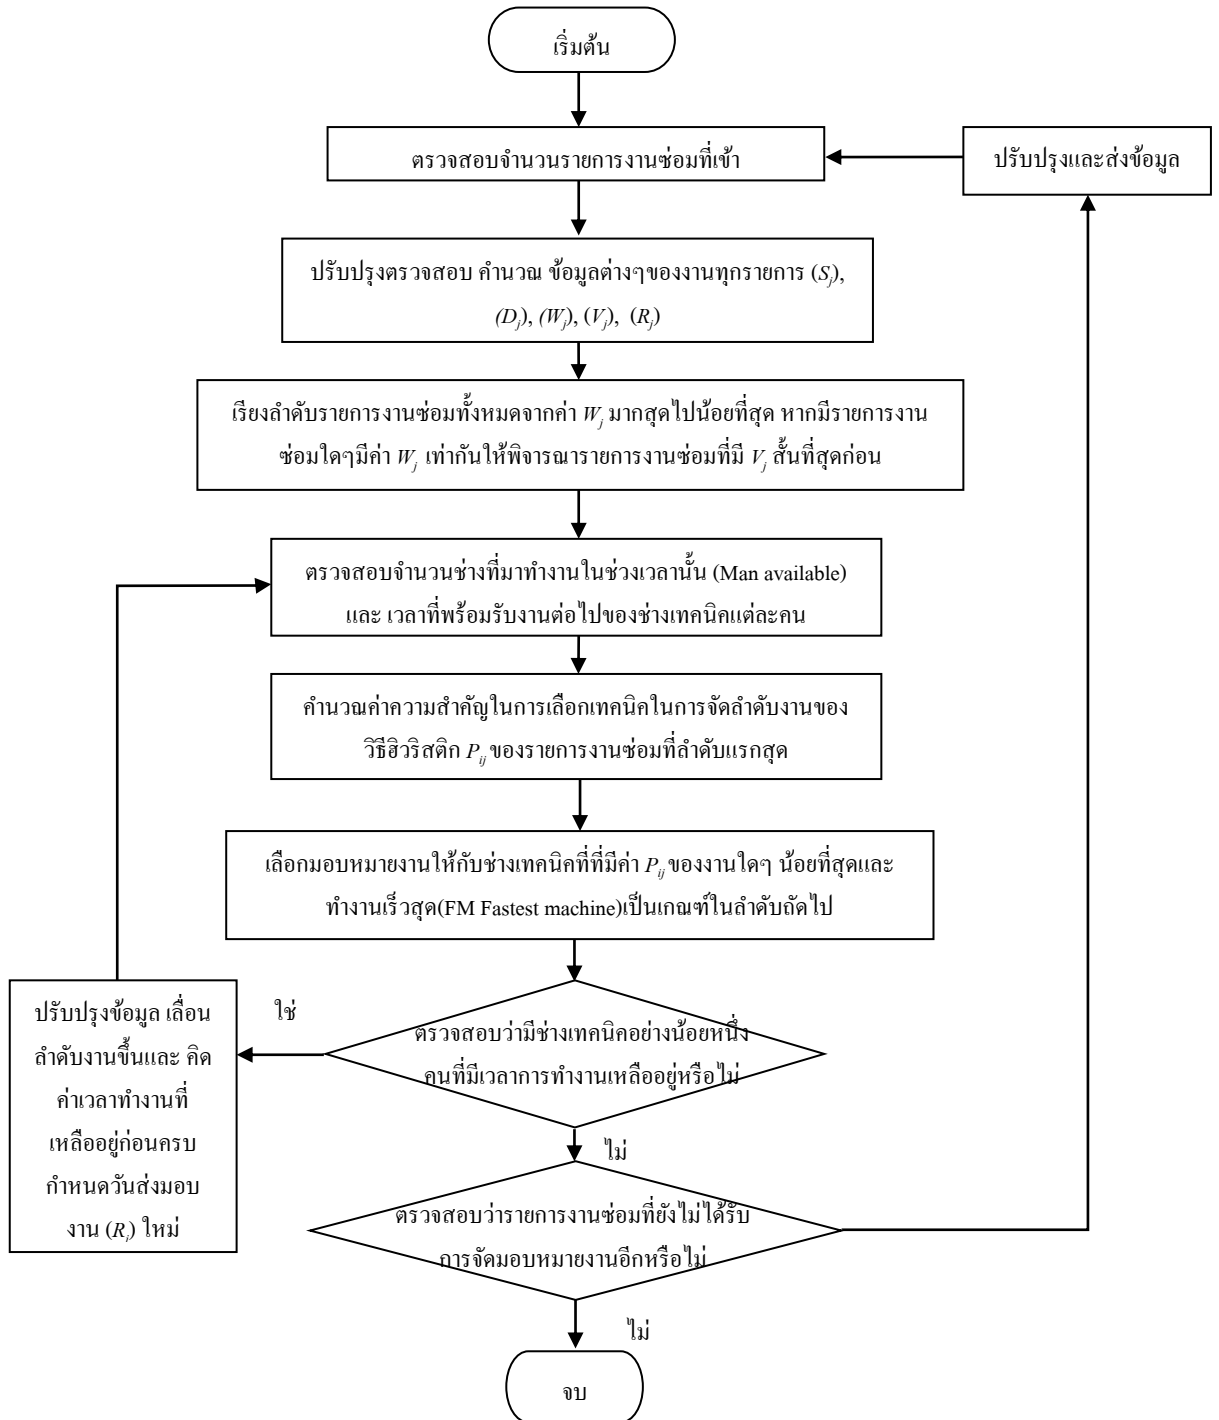 เริ่มต้น
ตรวจสอบจำนวนรายการงานซ่อมที่เข้า
ปรับปรุงและส่งข้อมูล
ปรับปรุงตรวจสอบ คำนวณ ข้อมูลต่างๆของงานทุกรายการ (Sj),
(Dj), (Wj), (Vj), (Rj)
เรียงลำดับรายการงานซ่อมทั้งหมดจากค่า Wj มากสุดไปน้อยที่สุด หากมีรายการงาน
ซ่อมใดๆมีค่า Wj เท่ากันให้พิจารณารายการงานซ่อมที่มี Vj สั้นที่สุดก่อน
ตรวจสอบจำนวนช่างที่มาทำงานในช่วงเวลานั้น (Man available)
และ เวลาที่พร้อมรับงานต่อไปของช่างเทคนิคแต่ละคน
คำนวณค่าความสำคัญในการเลือกเทคนิคในการจัดลำดับงานของ
วิธีฮิวริสติก Pij ของรายการงานซ่อมที่ลำดับแรกสุด
เลือกมอบหมายงานให้กับช่างเทคนิคที่ที่มีค่า Pij ของงานใดๆ น้อยที่สุดและ
ทำงานเร็วสุด(FM Fastest machine)เป็นเกณฑ์ในลำดับถัดไป
ปรับปรุงข้อมูล เลื่อน
ลำดับงานขึ้นและ คิด
ค่าเวลาทำงานที่
เหลืออยู่ก่อนครบ
กำหนดวันส่งมอบ
งาน (Ri) ใหม่
ใช่
ตรวจสอบว่ามีช่างเทคนิคอย่างน้อยหนึ่ง
คนที่มีเวลาการทำงานเหลืออยู่หรือไม่
ไม่
ตรวจสอบว่ารายการงานซ่อมที่ยังไม่ได้รับ
การจัดมอบหมายงานอีกหรือไม่
ไม่
จบ